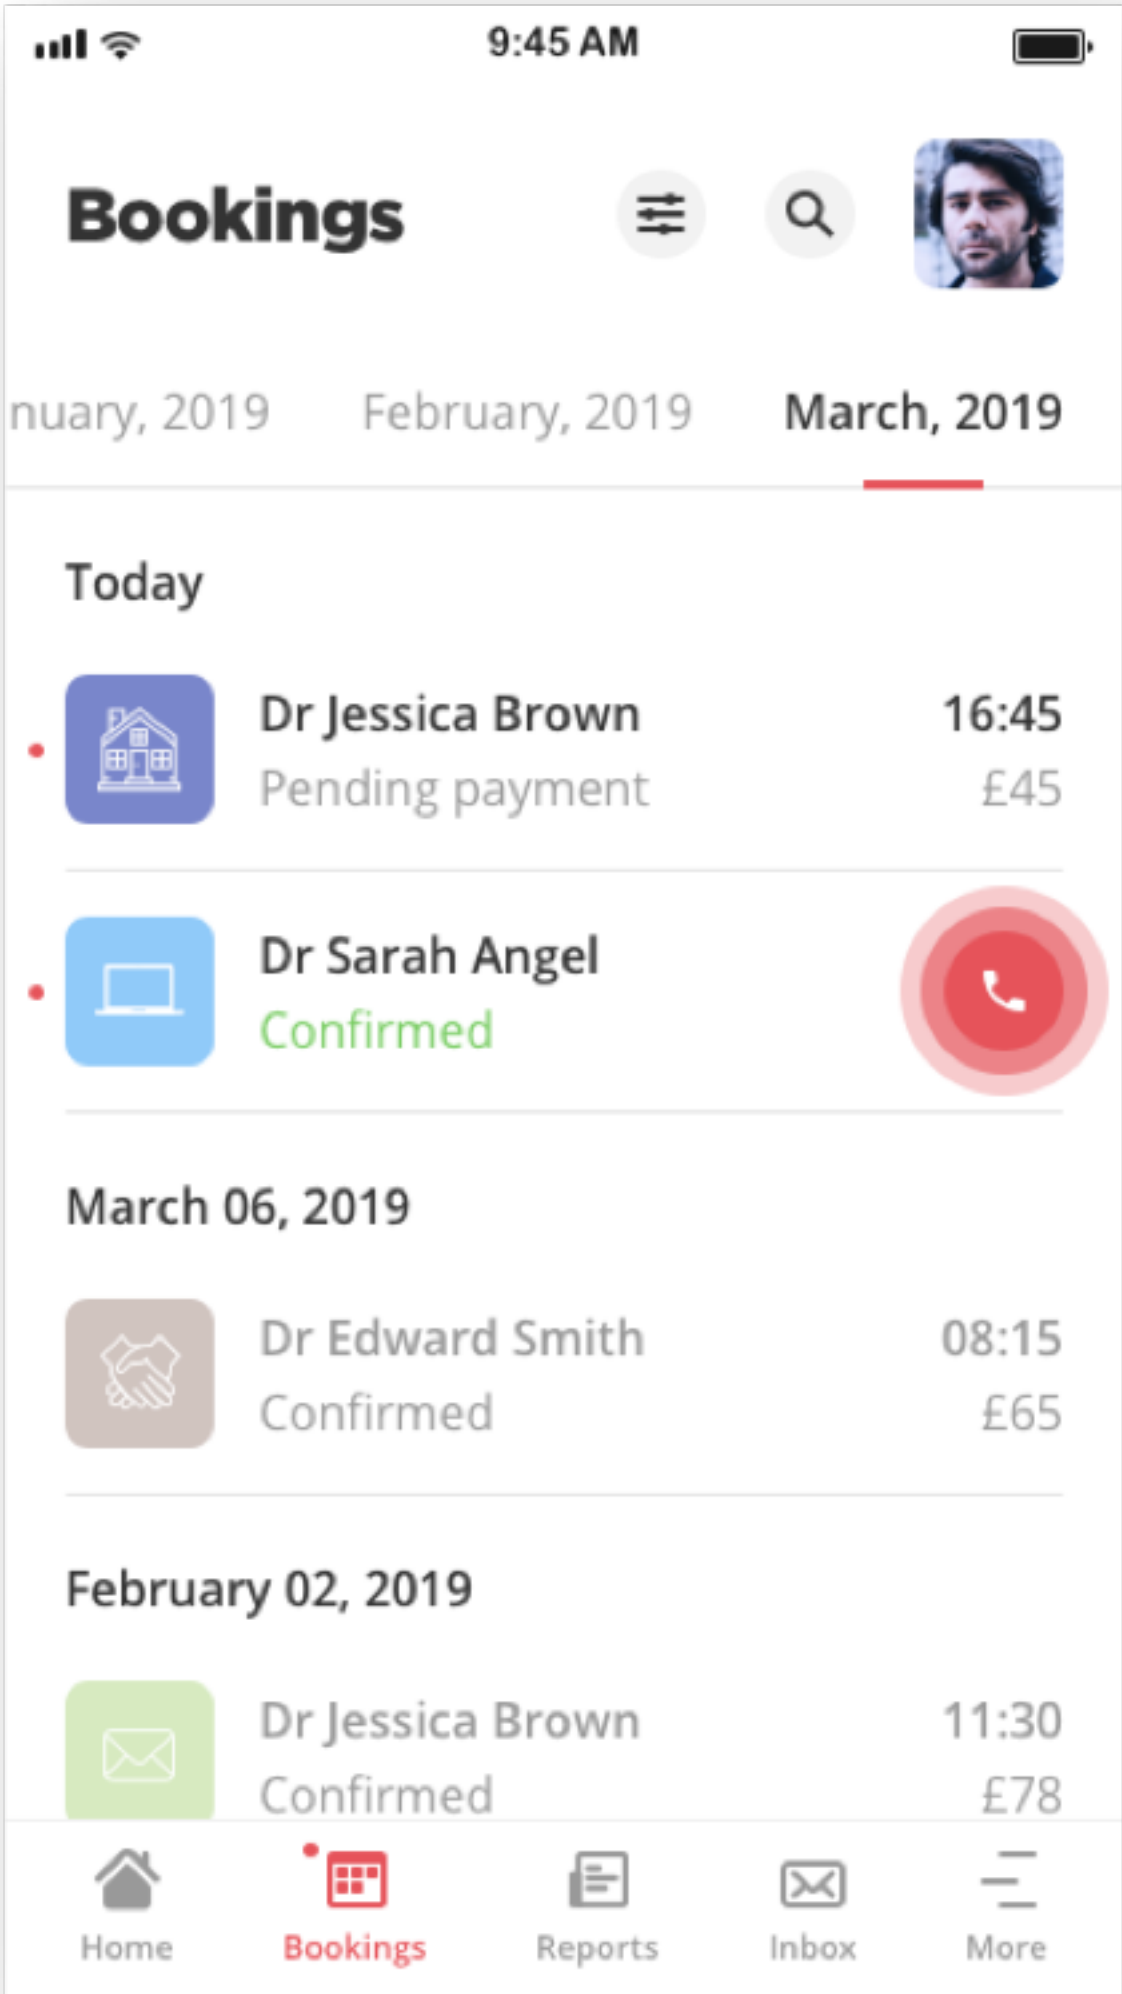 9:45 AM
Bookings
nuary, 2019 February, 2019 March, 2019
Today
Dr Jessica Brown 16:45
Pending payment £45
Dr Sarah Angel
Confirmed
March 06, 2019
Dr Edward Smith 08:15
Confirmed £65
February 02, 2019
Dr Jessica Brown 11:30
Confirmed £78
Home Bookings Reports Inbox More